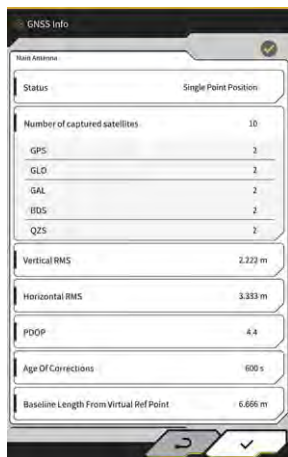 GNSS Info
Main Antenna
Status Single Point Position
Number of captured satellites 10
GPS 2
GLO 2
GAL 2
BDS 2
QZS 2
Vertical RMS 2.222 m
Horizontal RMS 3.333 m
PDOP 4.4
Age Of Corrections 600 s
Baseline Length From Virtual Ref Point 6.666 m